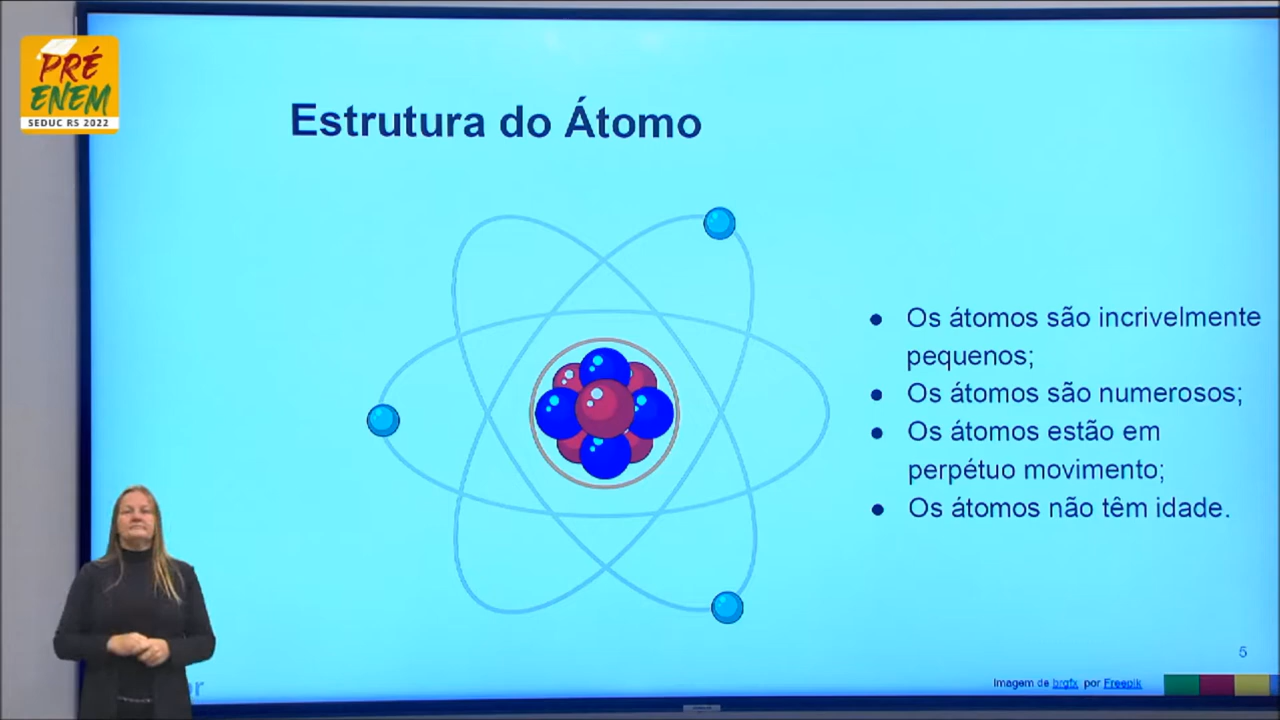 PRÉ
ENEM
SEDUC RS 2022
Estrutura do Átomo
● Os átomos são incrivelmente
pequenos;
● Os átomos são numerosos;
● Os átomos estão em
perpétuo movimento;
● Os átomos não têm idade.
5
Imagem de brgfx por Freepik